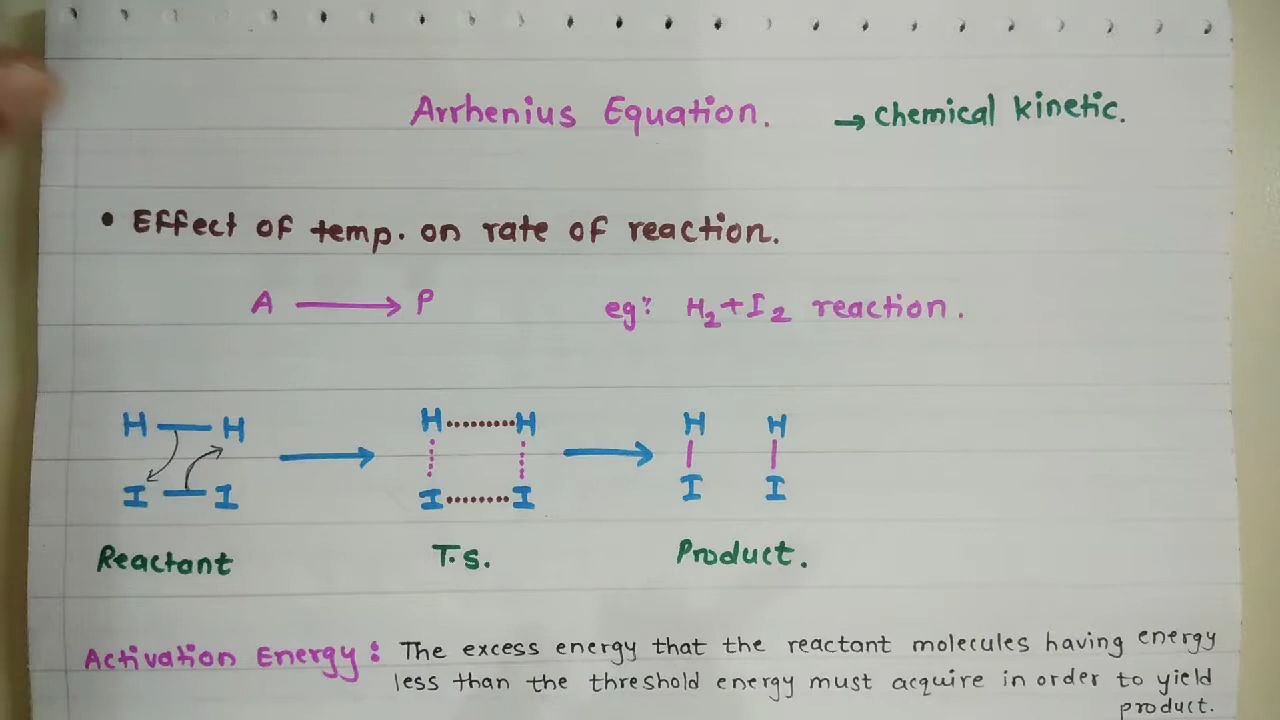 Arrhenius Equation. → Chemical kinetic.
• Effect of temp. on rate of reaction.
A ⟶ P eg: H₂+I₂ reaction.
H — H ⟶ H.........H ⟶ H H
I — I I.........I I I
Reactant T.S. Product.
Activation Energy: The excess energy that the reactant molecules having energy
less than the threshold energy must acquire in order to yield
product.